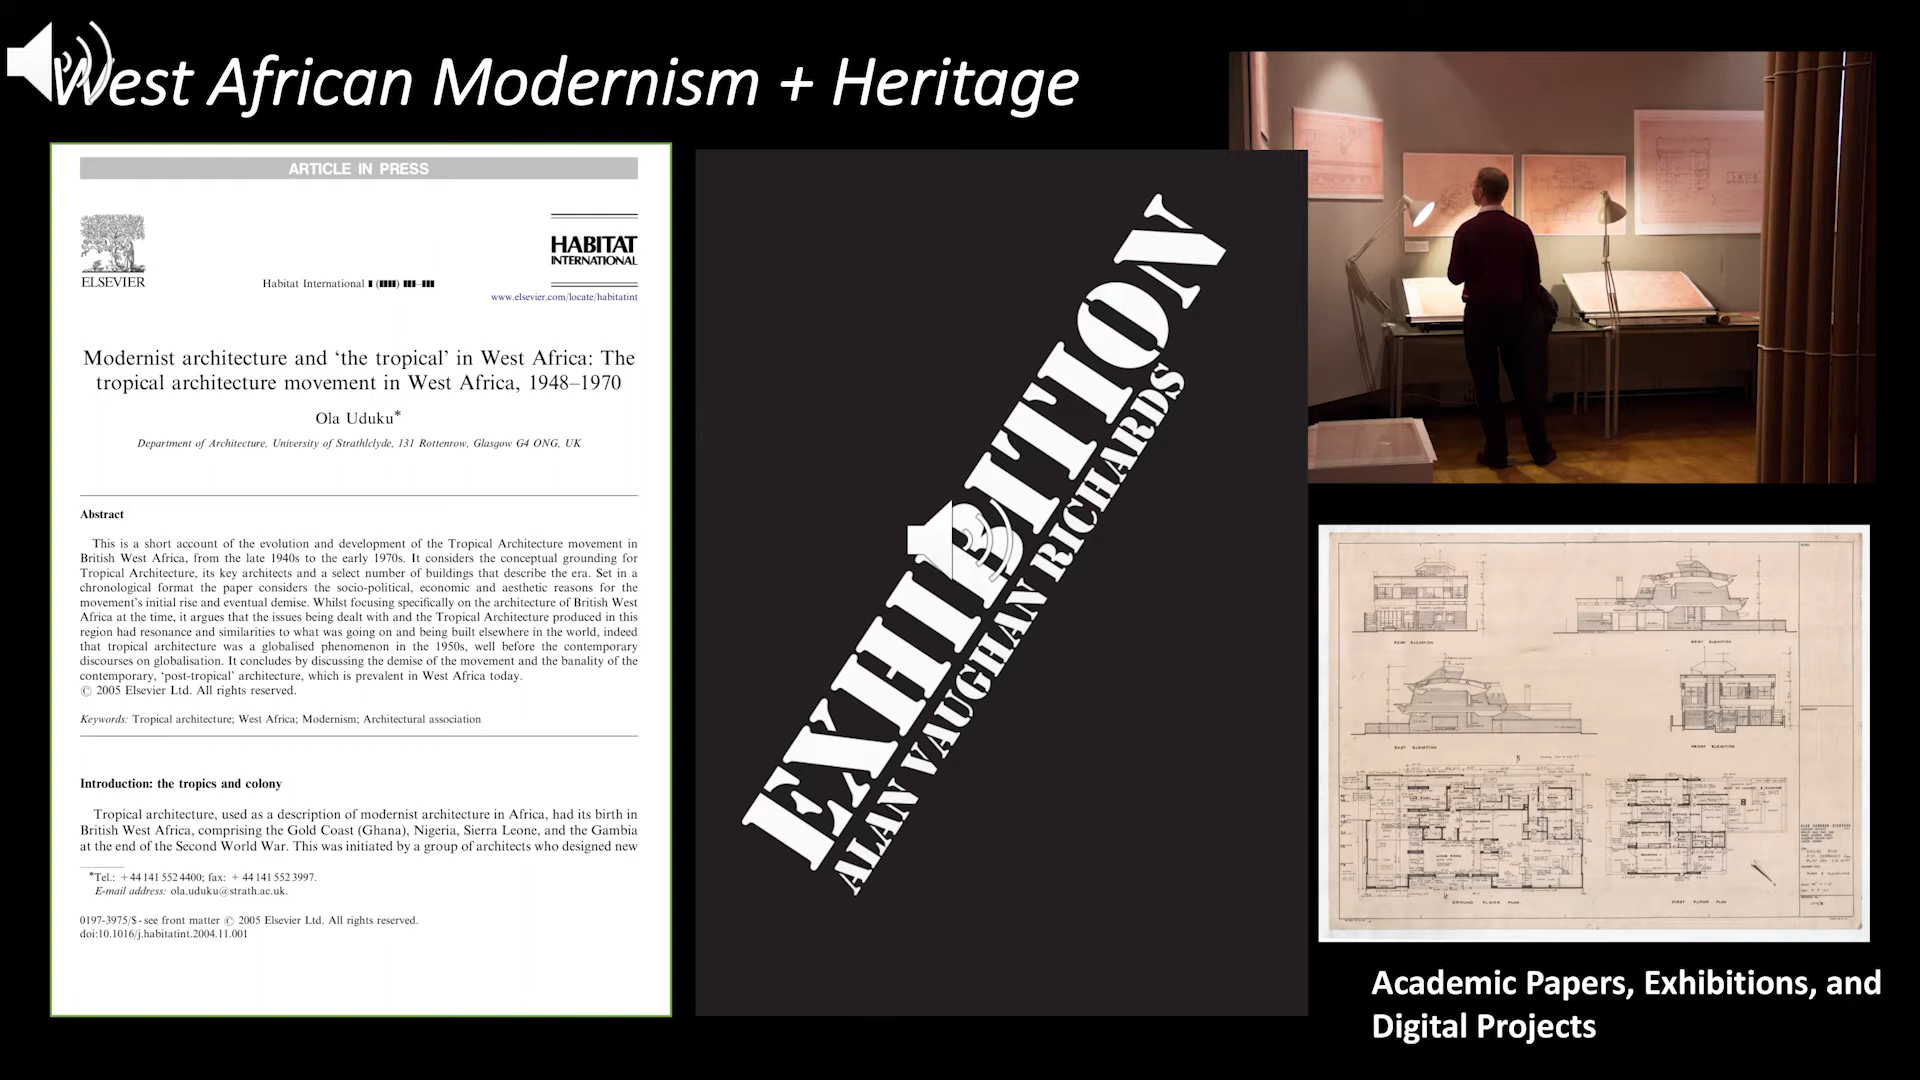 West African Modernism + Heritage
ARTICLE IN PRESS
ELSEVIER
HABITAT
INTERNATIONAL
Habitat International
www.elsevier.com/locate/habitatint
Modernist architecture and ‘the tropical’ in West Africa: The
tropical architecture movement in West Africa, 1948–1970
Ola Uduku*
Department of Architecture, University of Strathlclyde, 131 Rottenrow, Glasgow G4 ONG, UK
Abstract
This is a short account of the evolution and development of the Tropical Architecture movement in
British West Africa, from the late 1940s to the early 1970s. It considers the conceptual grounding for
Tropical Architecture, its key architects and a select number of buildings that describe the era. Set in a
chronological format the paper considers the socio-political, economic and aesthetic reasons for the
movement's initial rise and eventual demise. Whilst focusing specifically on the architecture of British West
Africa at the time, it argues that the issues being dealt with and the Tropical Architecture produced in this
region had resonance and similarities to what was going on and being built elsewhere in the world, indeed
that tropical architecture was a globalised phenomenon in the 1950s, well before the contemporary
discourses on globalisation. It concludes by discussing the demise of the movement and the banality of the
contemporary, ‘post-tropical’ architecture, which is prevalent in West Africa today.
© 2005 Elsevier Ltd. All rights reserved.
Keywords: Tropical architecture; West Africa; Modernism; Architectural association
Introduction: the tropics and colony
Tropical architecture, used as a description of modernist architecture in Africa, had its birth in
British West Africa, comprising the Gold Coast (Ghana), Nigeria, Sierra Leone, and the Gambia
at the end of the Second World War. This was initiated by a group of architects who designed new
*Tel.: +44 141 552 4400; fax: +44 141 552 3997.
E-mail address: ola.uduku@strath.ac.uk.
0197-3975/$ - see front matter © 2005 Elsevier Ltd. All rights reserved.
doi:10.1016/j.habitatint.2004.11.001
EXHIBITION
ALAN VAUGHAN RICHARDS
REAR ELEVATION
WEST ELEVATION
EAST ELEVATION
FRONT ELEVATION
GROUND FLOOR PLAN
FIRST FLOOR PLAN
Academic Papers, Exhibitions, and
Digital Projects